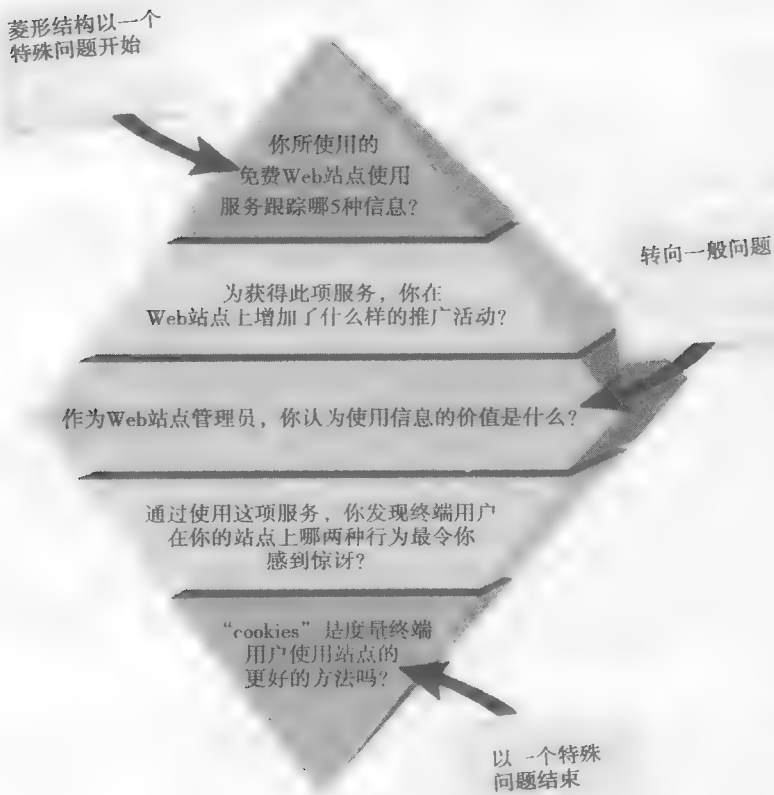 菱形结构以一个
特殊问题开始
你所使用的
免费Web站点使用
服务跟踪哪5种信息?
转向一般问题
为获得此项服务，你在
Web站点上增加了什么样的推广活动?
作为Web站点管理员，你认为使用信息的价值是什么?
通过使用这项服务，你发现终端用户
在你的站点上哪两种行为最令你
感到惊讶?
“cookies”是度量终端
用户使用站点的
更好的方法吗?
以一个特殊
问题结束